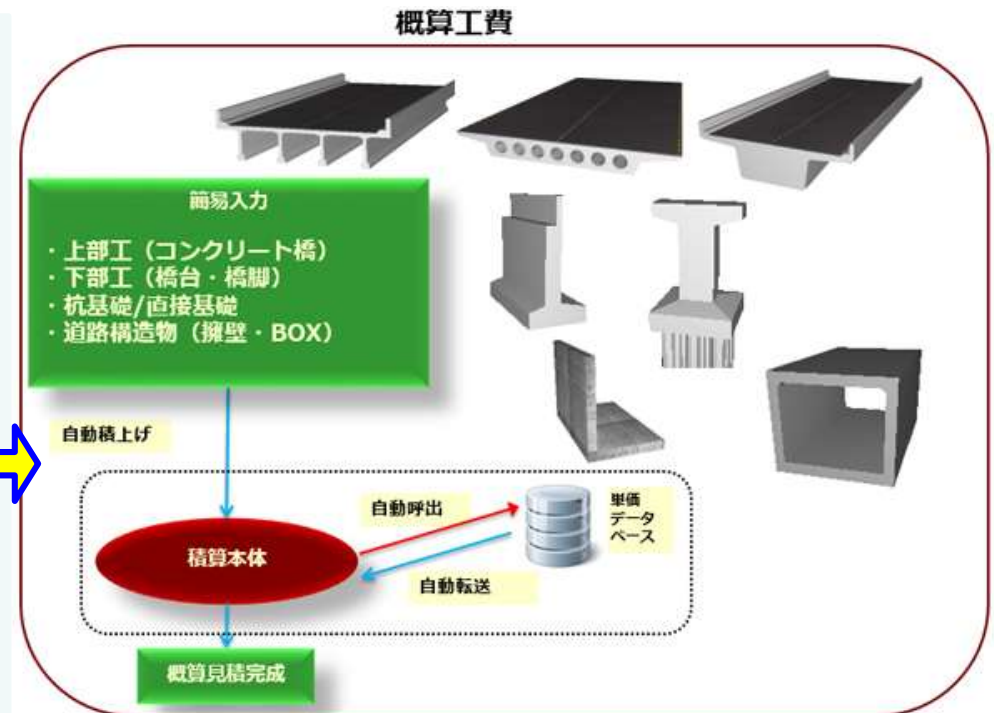 概算工費
簡易入力
・上部工（コンクリート橋）
・下部工（橋台・橋脚）
・杭基礎/直接基礎
・道路構造物（擁壁・BOX）
自動積上げ
自動呼出
単価
データ
ベース
積算本体
自動転送
概算見積完成